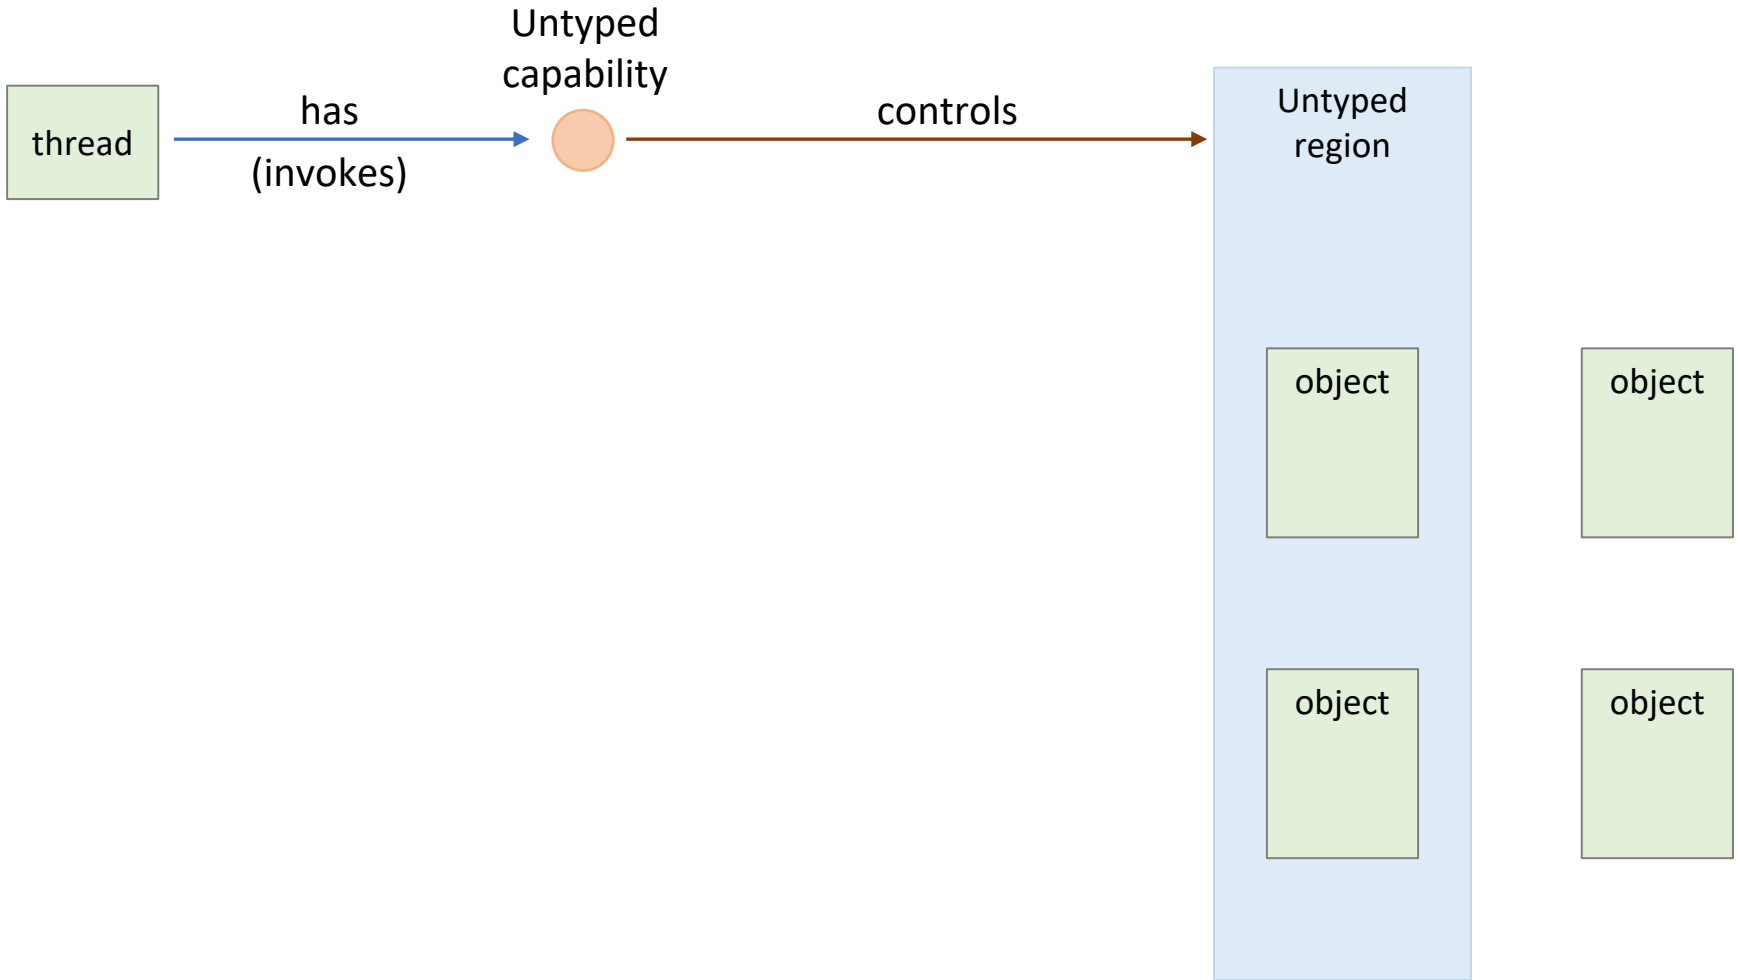 Untyped
capability
thread
has
(invokes)
controls
Untyped
region
object
object
object
object